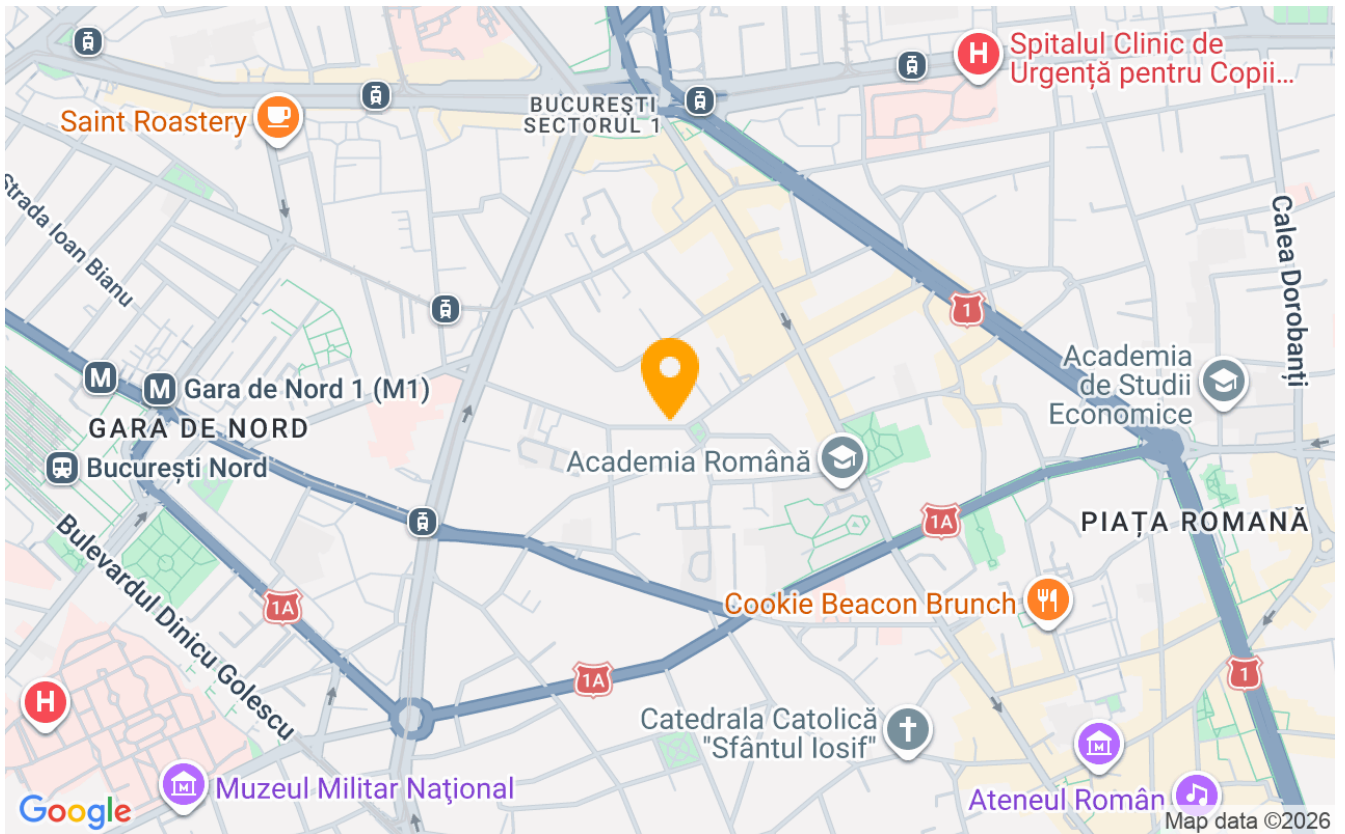 Spitalul Clinic de
Urgență pentru Copii...
BUCUREȘTI
SECTORUL 1
Saint Roastery
Strada Ioan Bianu
Calea Dorobanți
1
Academia
de Studii
Economice
M
M
Gara de Nord 1 (M1)
GARA DE NORD
București Nord
Academia Română
1A
PIAȚA ROMANĂ
Bulevardul Dinicu Golescu
1A
Cookie Beacon Brunch
1A
1
H
H
Catedrala Catolică
"Sfântul Iosif"
M
M
Muzeul Militar Naţional
Ateneul Român
Google
Map data ©2026